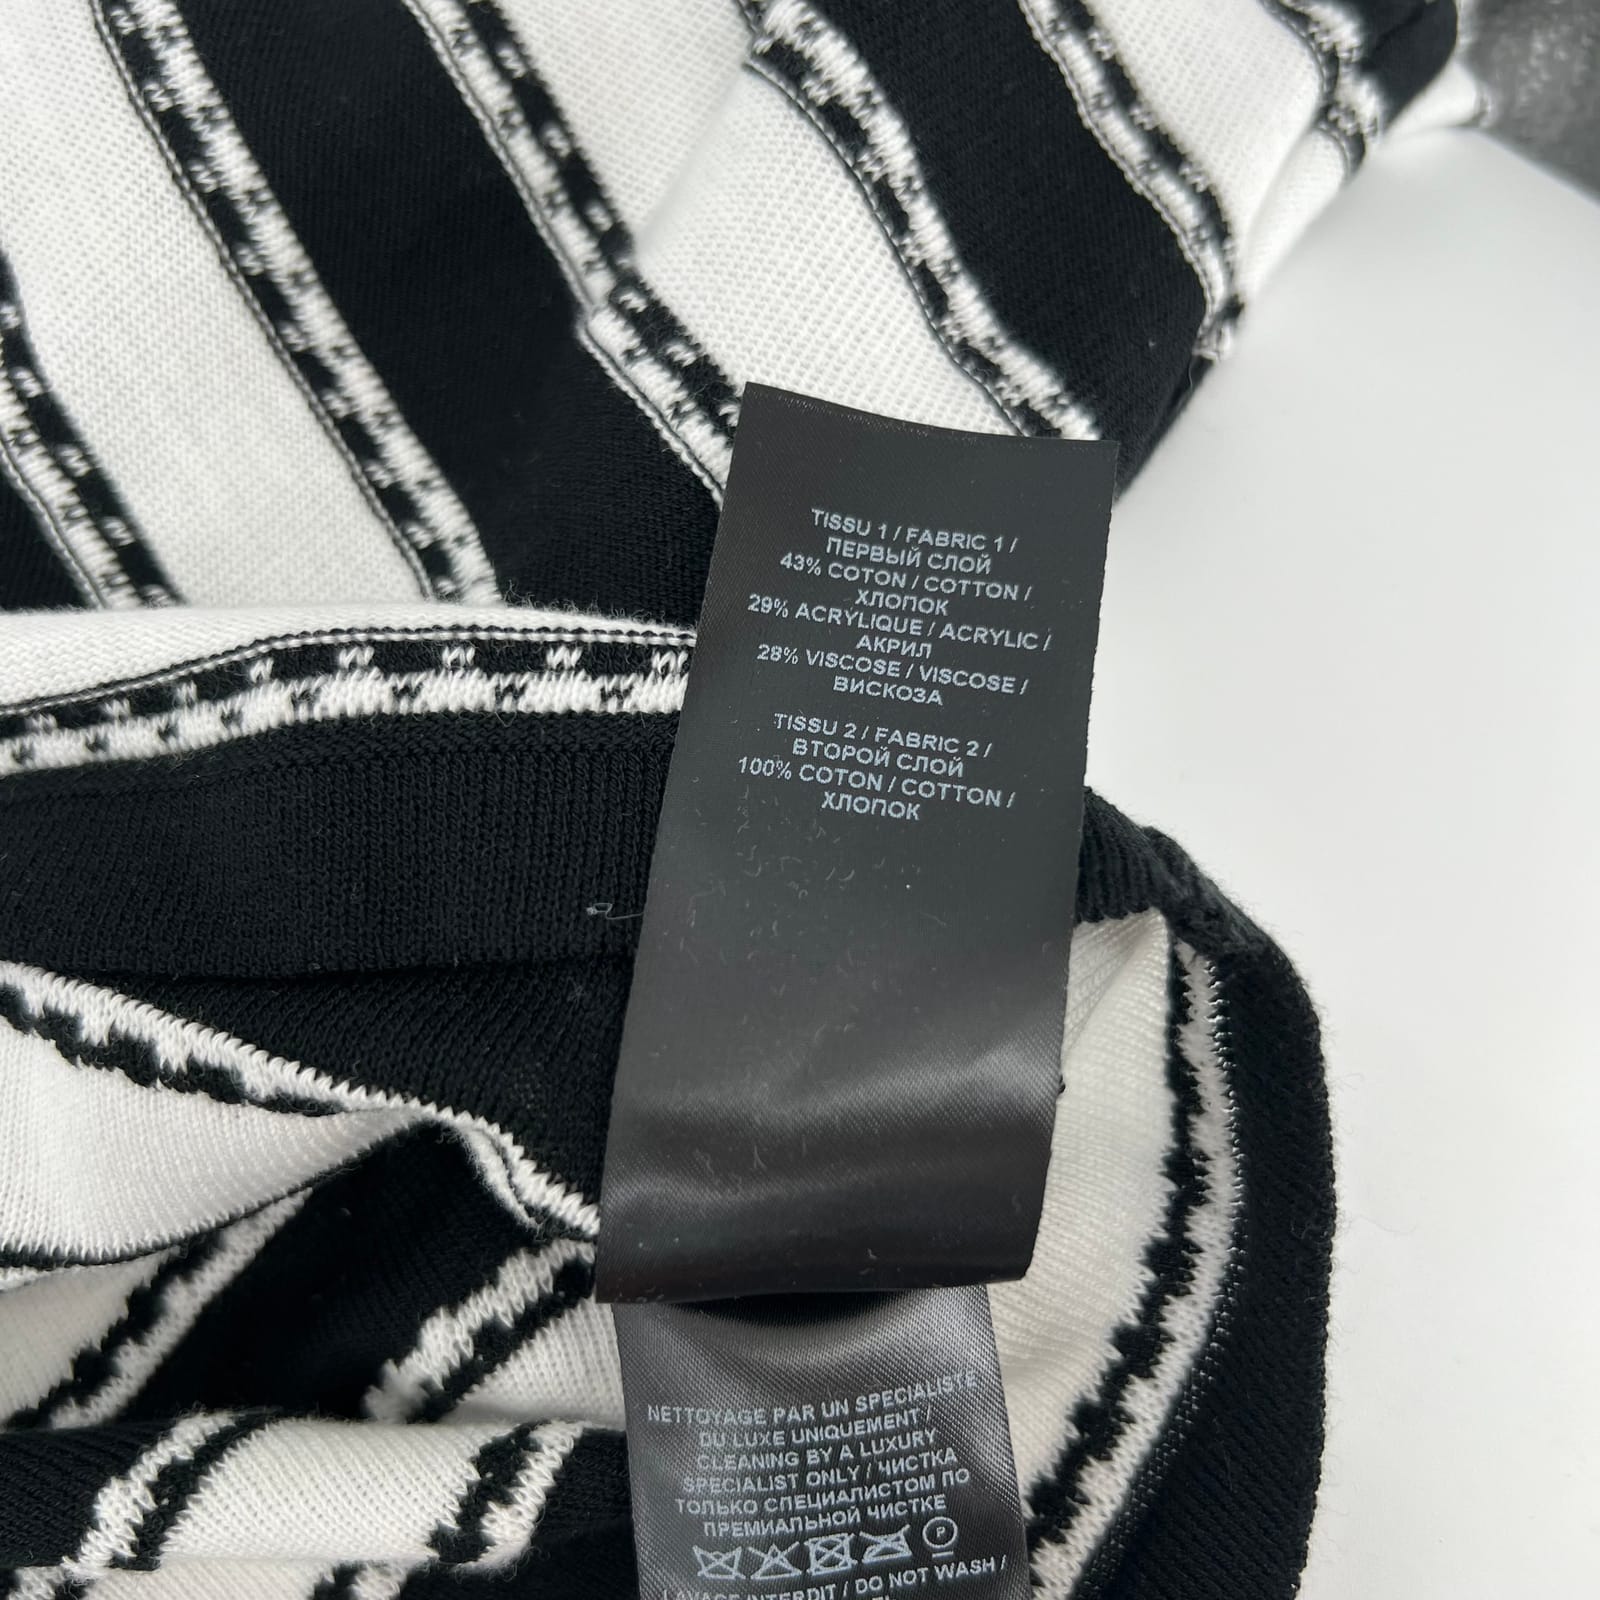 TISSU 1 / FABRIC 1 /
ПЕРВЫЙ СЛОЙ
43% COTON / COTTON /
ХЛОПОК
29% ACRYLIQUE / ACRYLIC /
АКРИЛ
28% VISCOSE / VISCOSE /
ВИСКОЗА
TISSU 2 / FABRIC 2 /
ВТОРОЙ СЛОЙ
100% COTON / COTTON /
ХЛОПОК
NETTOYAGE PAR UN SPECIALISTE
DU LUXE UNIQUEMENT /
CLEANING BY A LUXURY
SPECIALIST ONLY / ЧИСТКА
ТОЛЬКО СПЕЦИАЛИСТОМ ПО
ПРЕМИАЛЬНОЙ ЧИСТКЕ
P
LAVAGE INTERDIT / DO NOT WASH /